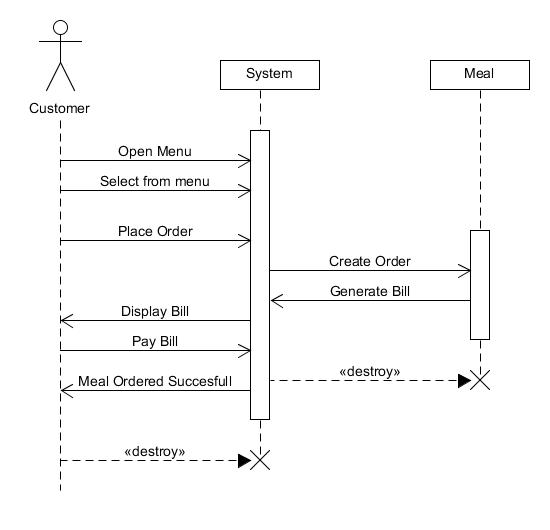 System
Meal
Customer
Open Menu
Select from menu
Place Order
Create Order
Generate Bill
Display Bill
Pay Bill
«destroy»
Meal Ordered Succesfull
«destroy»